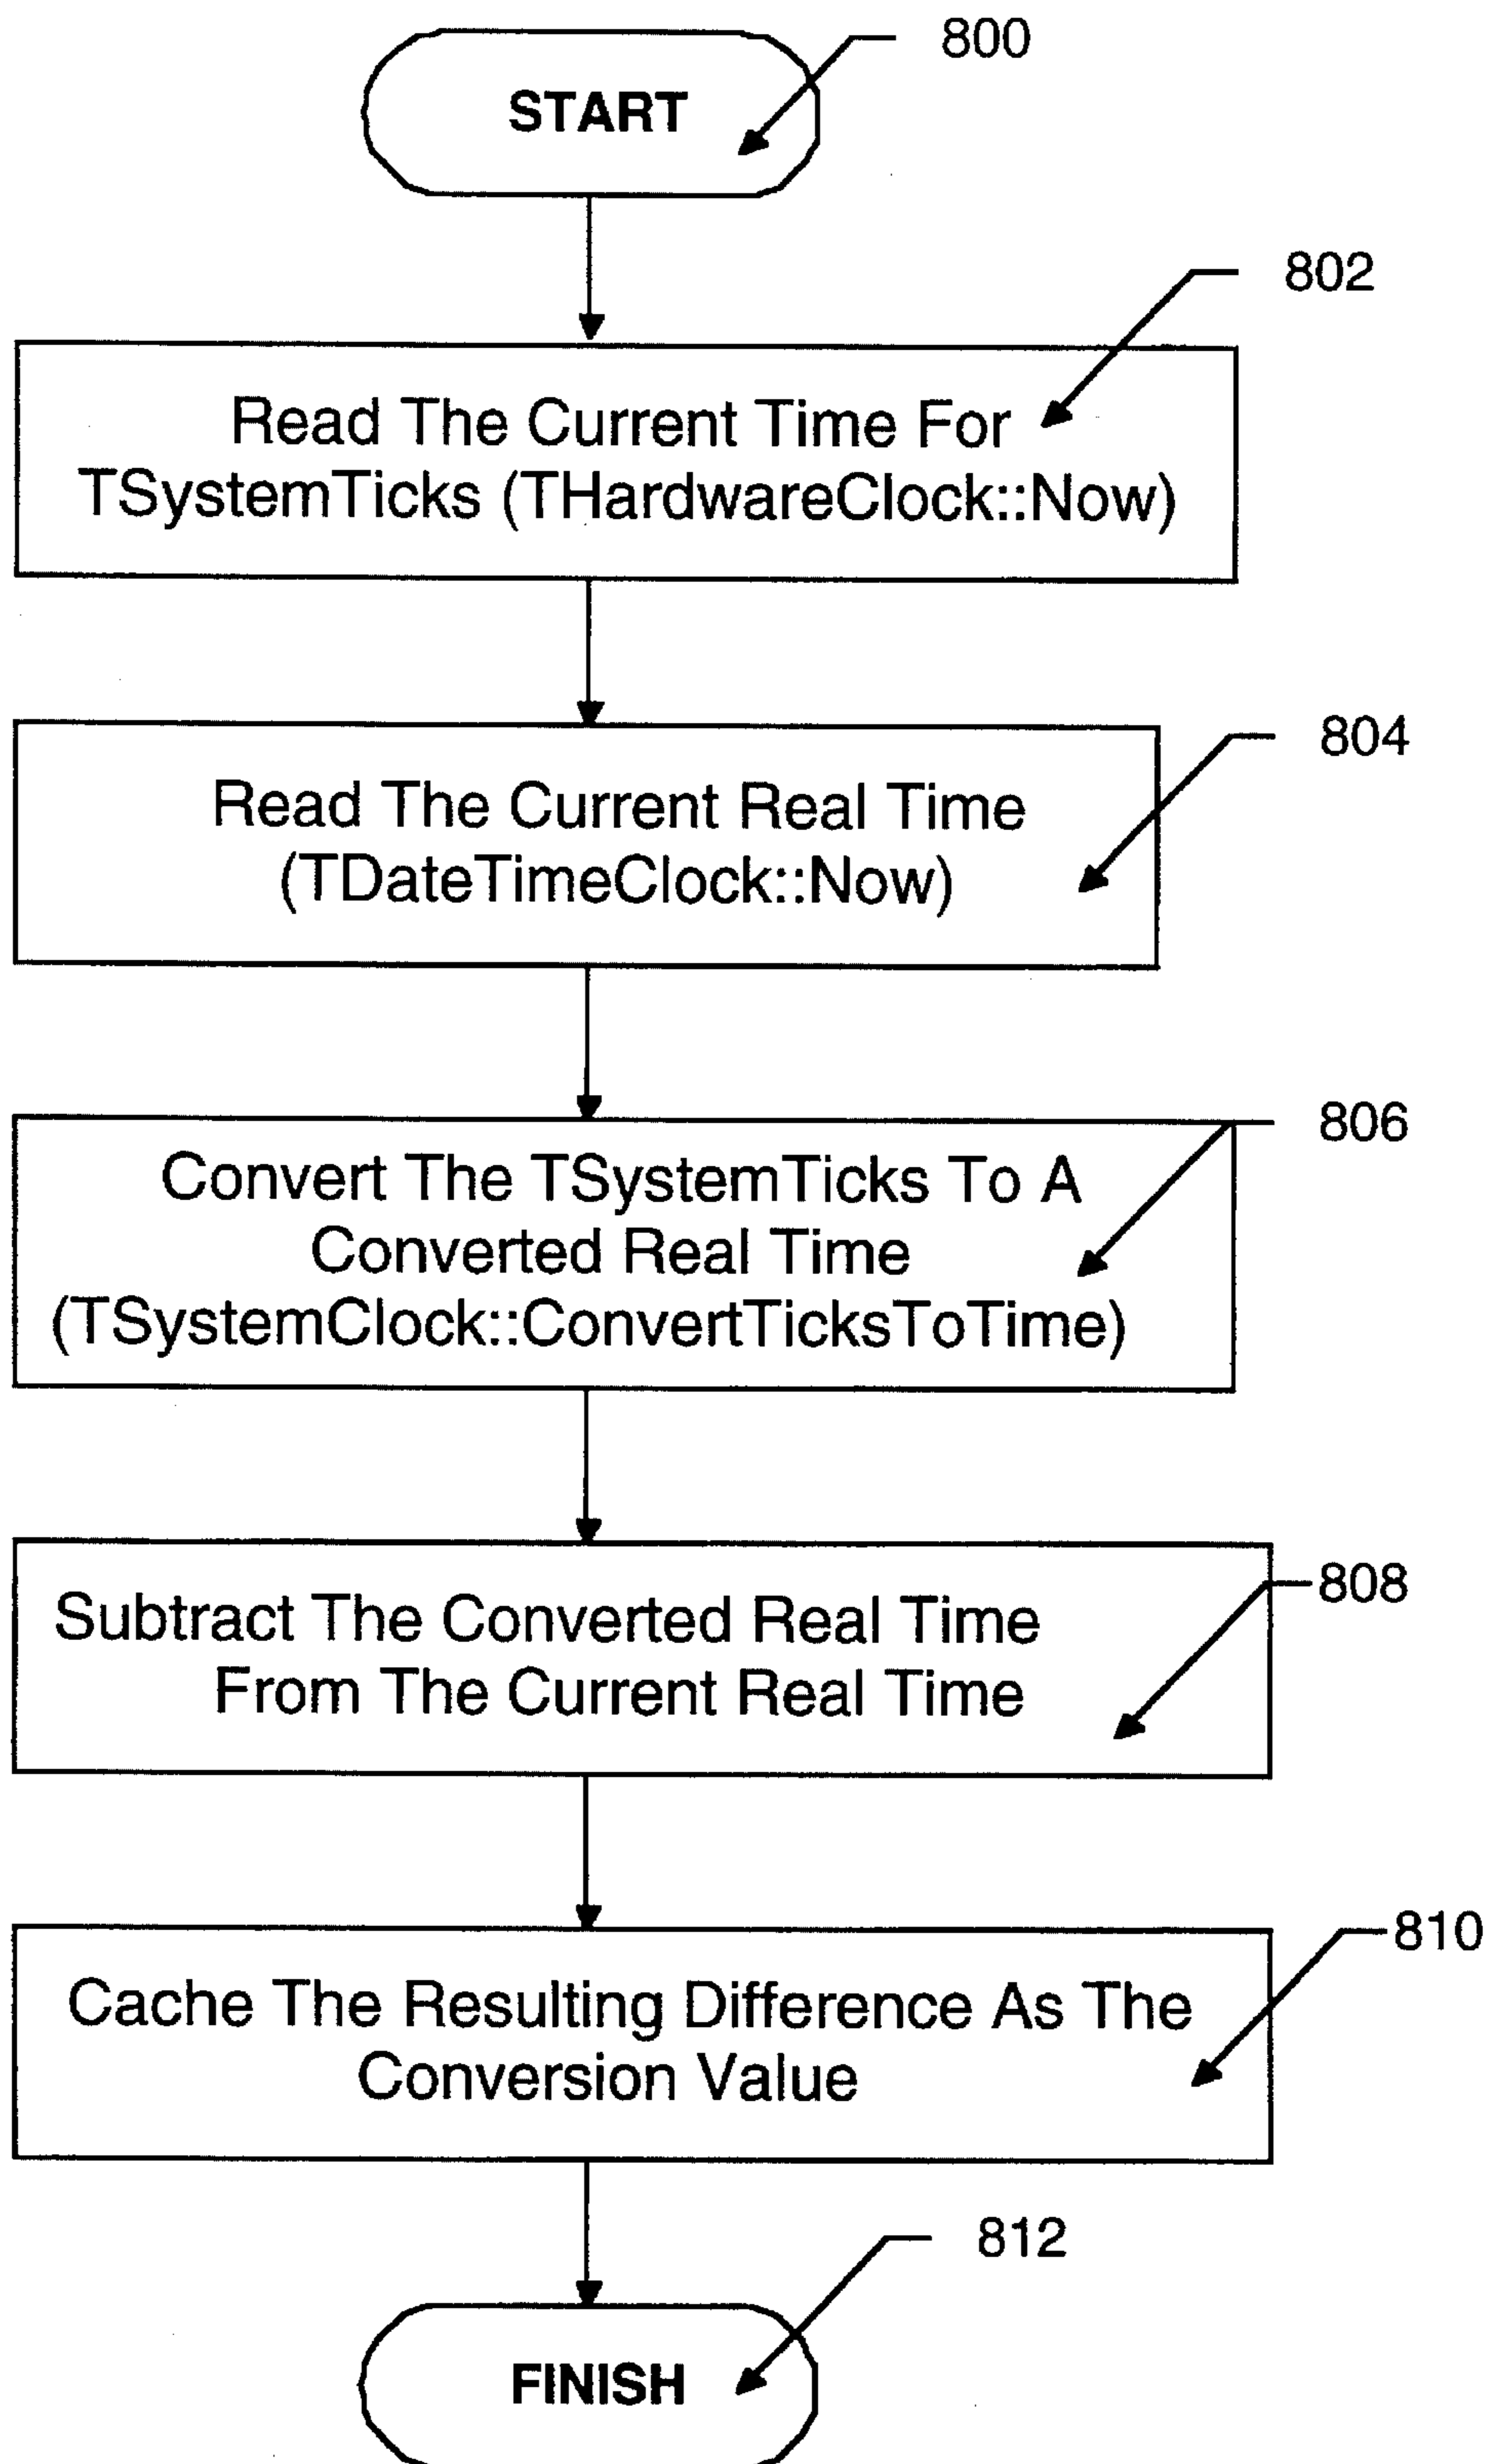 800
START
802
Read The Current Time For
TSystemTicks (THardwareClock::Now)
804
Read The Current Real Time
(TDateTimeClock::Now)
806
Convert The TSystemTicks To A
Converted Real Time
(TSystemClock::ConvertTicksToTime)
808
Subtract The Converted Real Time
From The Current Real Time
810
Cache The Resulting Difference As The
Conversion Value
812
FINISH